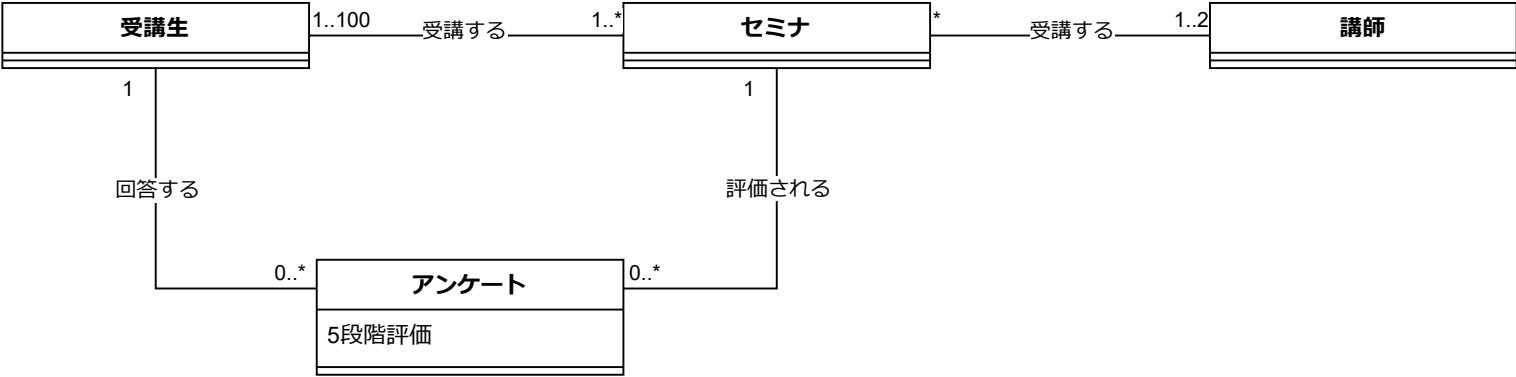 受講生
1..100
受講する
1..*
セミナ
*
受講する
1..2
講師
1
1
回答する
評価される
0..*
アンケート
0..*
5段階評価